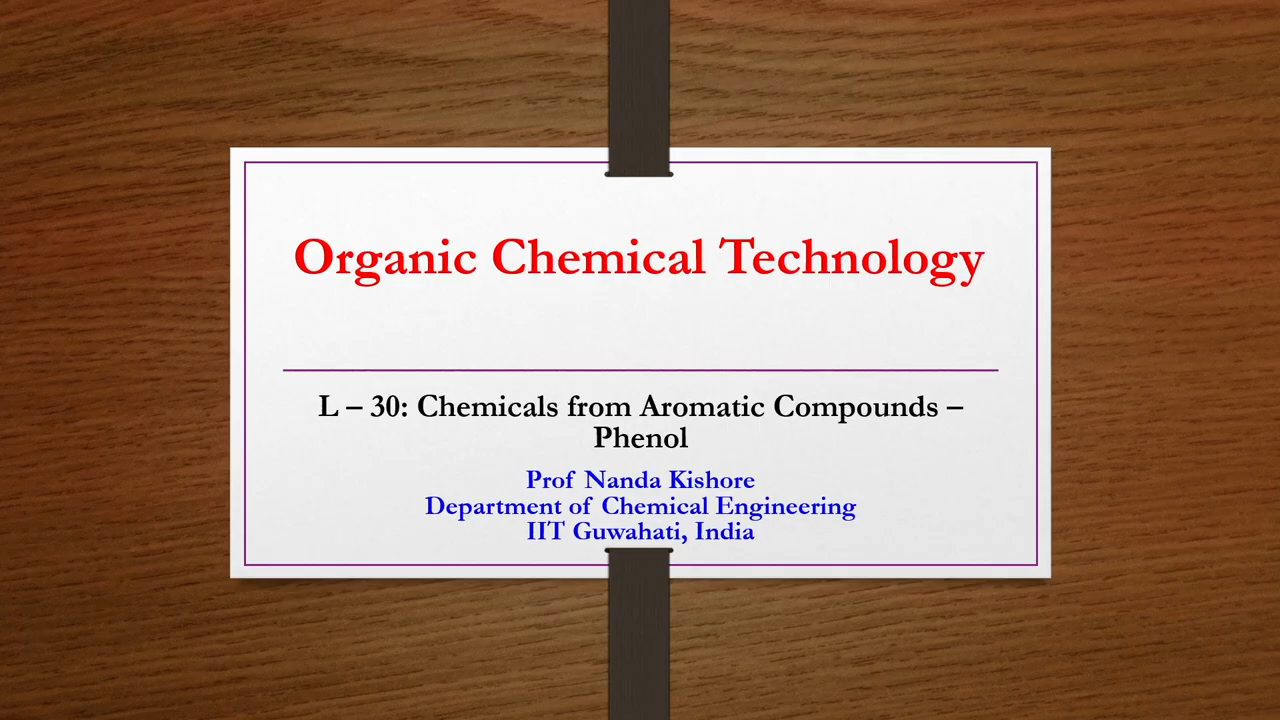 Organic Chemical Technology
L – 30: Chemicals from Aromatic Compounds –
Phenol
Prof Nanda Kishore
Department of Chemical Engineering
IIT Guwahati, India